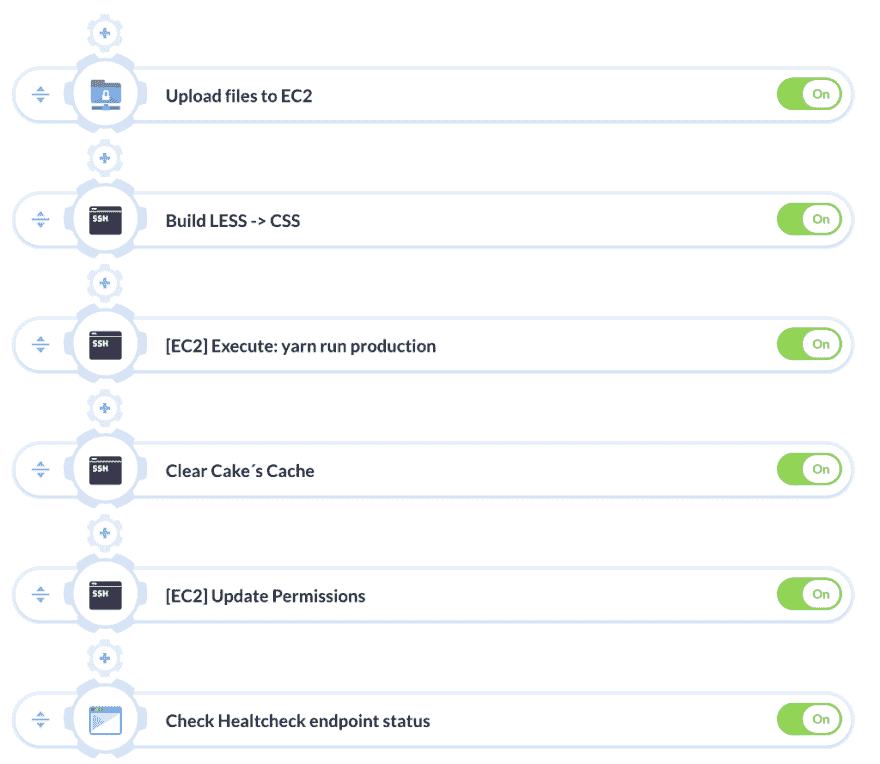 Upload files to EC2
On
SSH
Build LESS -> CSS
On
SSH
[EC2] Execute: yarn run production
On
SSH
Clear Cake´s Cache
On
SSH
[EC2] Update Permissions
On
Check Healtcheck endpoint status
On